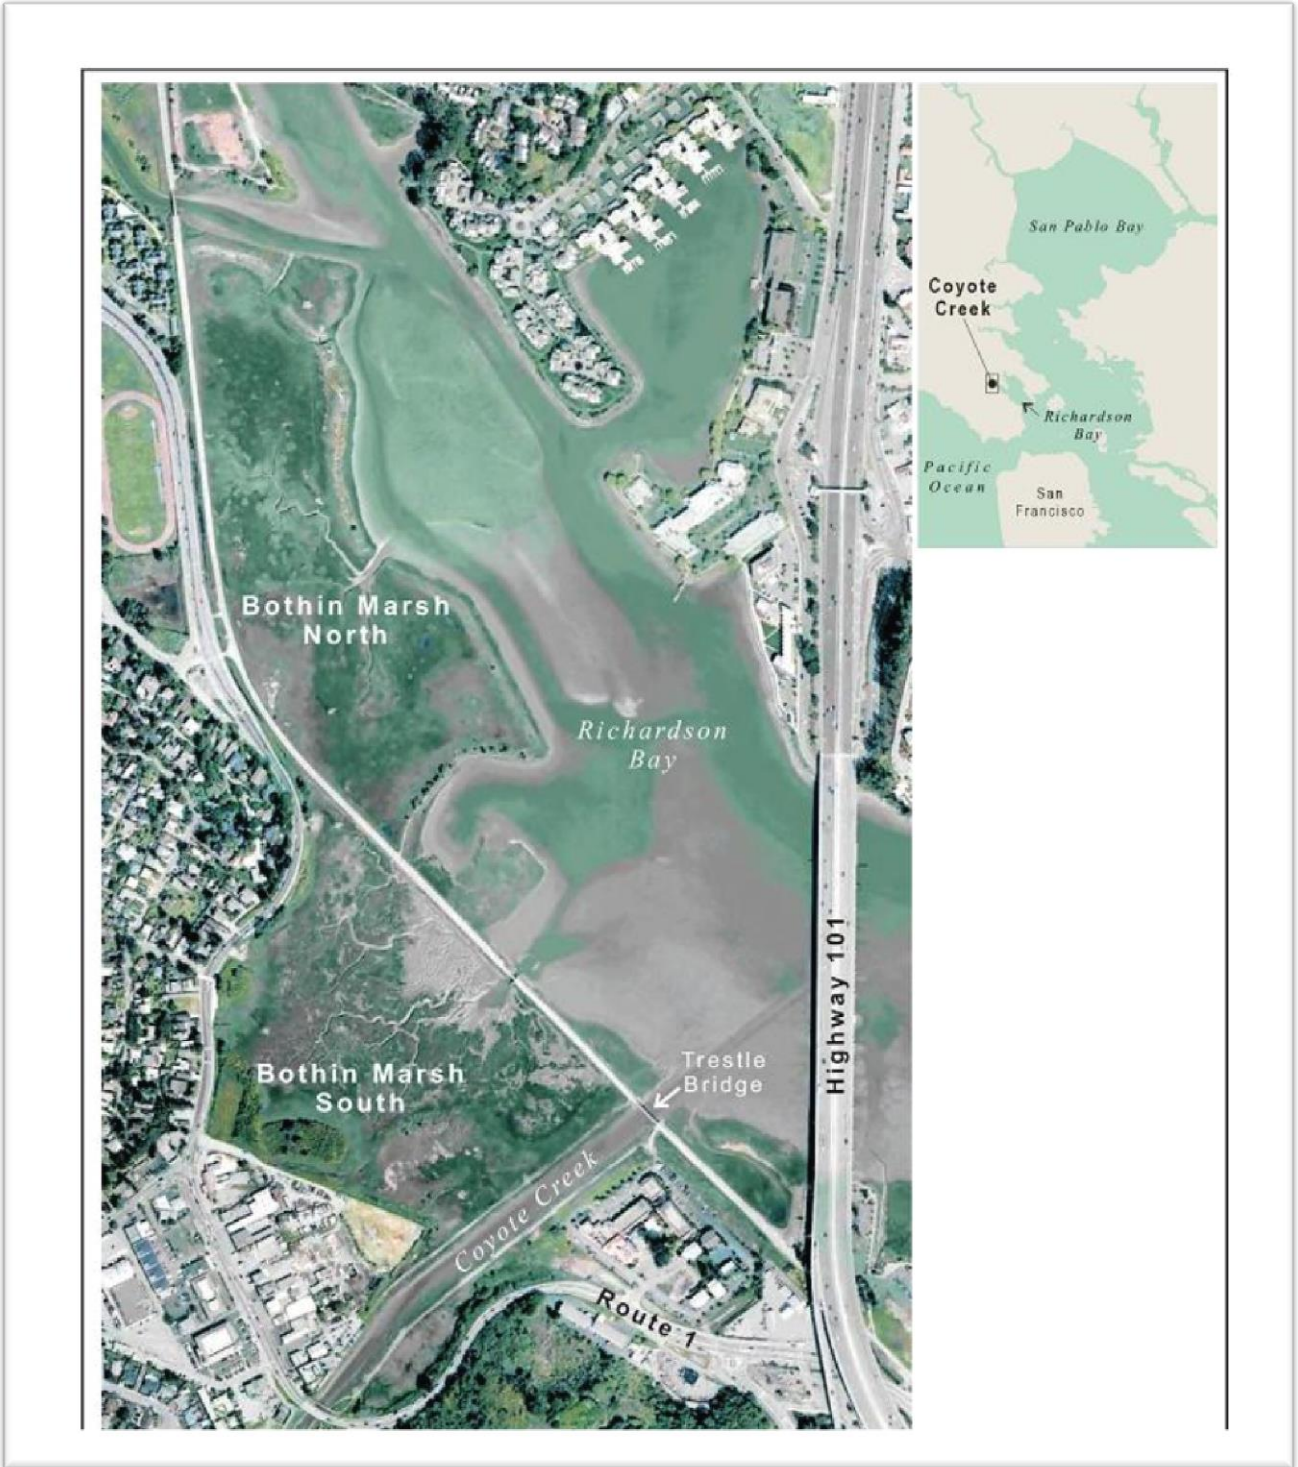 San Pablo Bay
Coyote
Creek
Richardson
Bay
Pacific
Ocean
San
Francisco
Bothin Marsh
North
Richardson
Bay
Highway 101
Trestle
Bridge
Bothin Marsh
South
Coyote Creek
Route 1